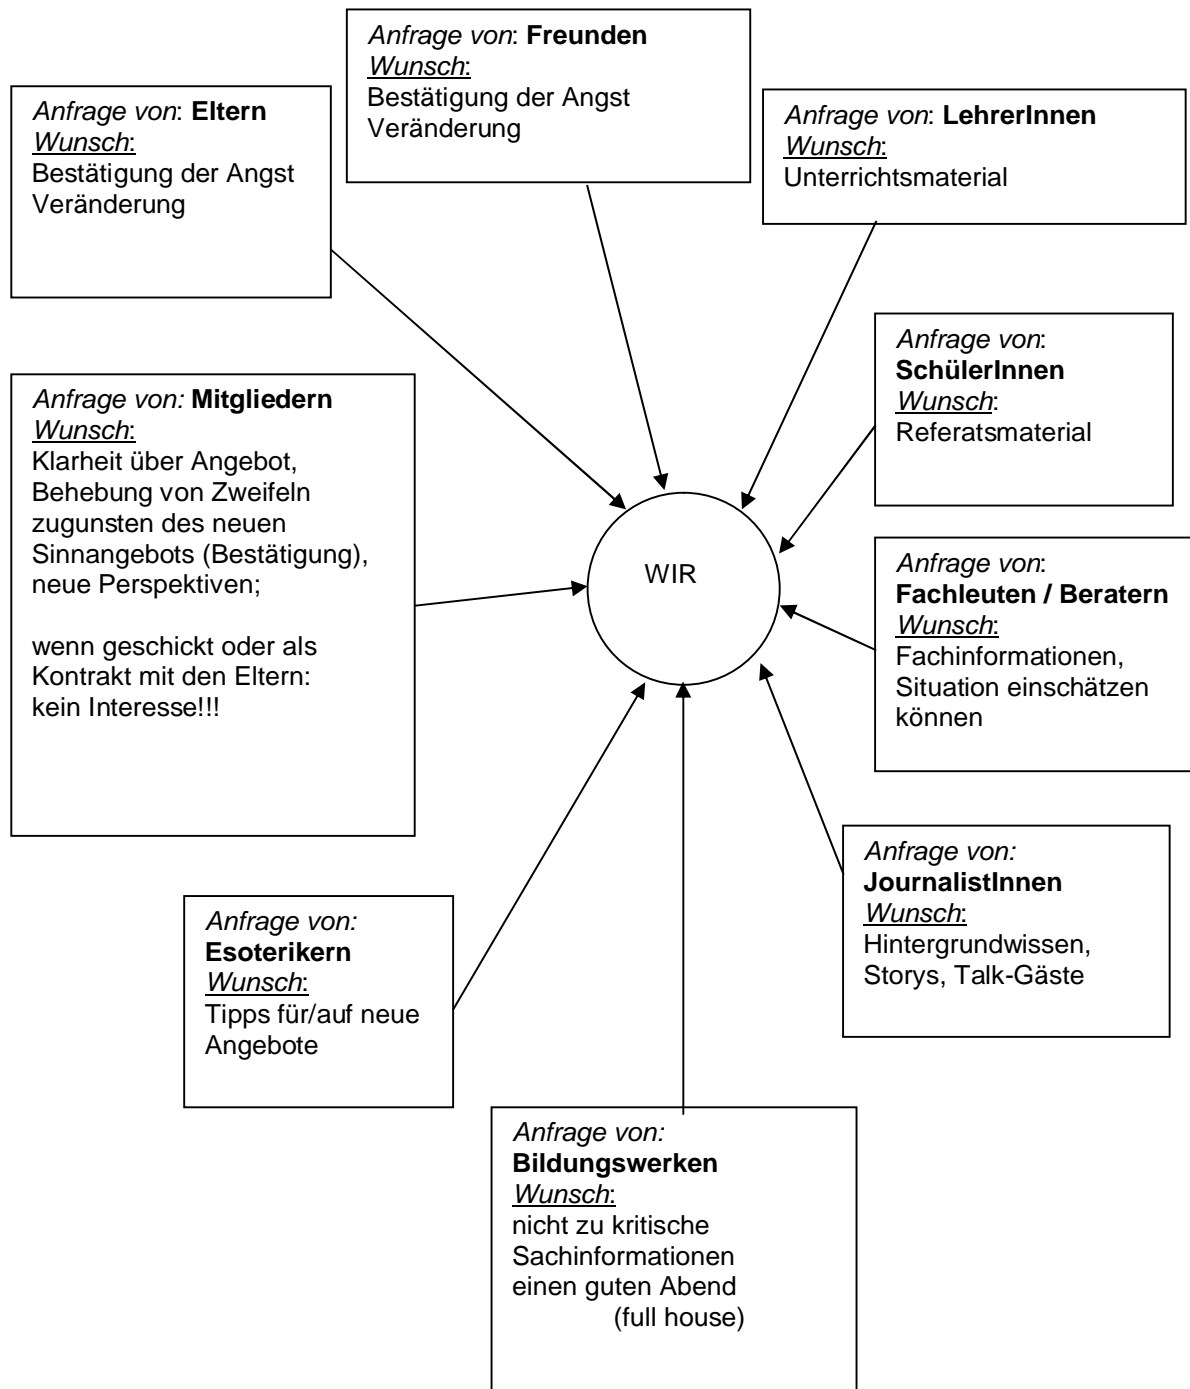 Anfrage von: Freunden
Wunsch:
Bestätigung der Angst
Veränderung
Anfrage von: Eltern
Wunsch:
Bestätigung der Angst
Veränderung
Anfrage von: LehrerInnen
Wunsch:
Unterrichtsmaterial
Anfrage von:
SchülerInnen
Wunsch:
Referatsmaterial
Anfrage von: Mitgliedern
Wunsch:
Klarheit über Angebot,
Behebung von Zweifeln
zugunsten des neuen
Sinnangebots (Bestätigung),
neue Perspektiven;
wenn geschickt oder als
Kontrakt mit den Eltern:
kein Interesse!!!
WIR
Anfrage von:
Fachleuten / Beratern
Wunsch:
Fachinformationen,
Situation einschätzen
können
Anfrage von:
JournalistInnen
Wunsch:
Hintergrundwissen,
Storys, Talk-Gäste
Anfrage von:
Esoterikern
Wunsch:
Tipps für/auf neue
Angebote
Anfrage von:
Bildungswerken
Wunsch:
nicht zu kritische
Sachinformationen
einen guten Abend
(full house)